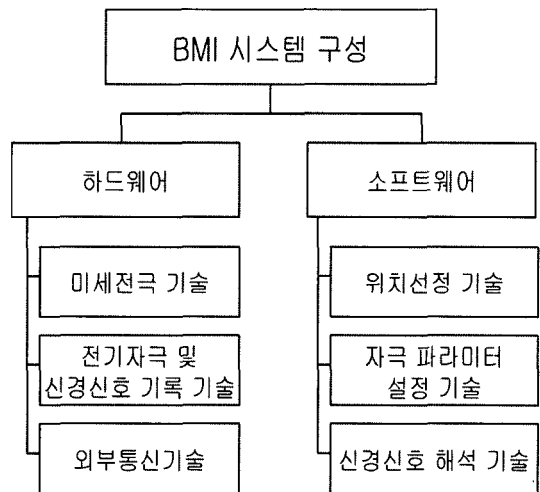 BMI 시스템 구성
하드웨어
미세전극 기술
전기자극 및
신경신호 기록 기술
외부통신기술
소프트웨어
위치선정 기술
자극 파라미터
설정 기술
신경신호 해석 기술